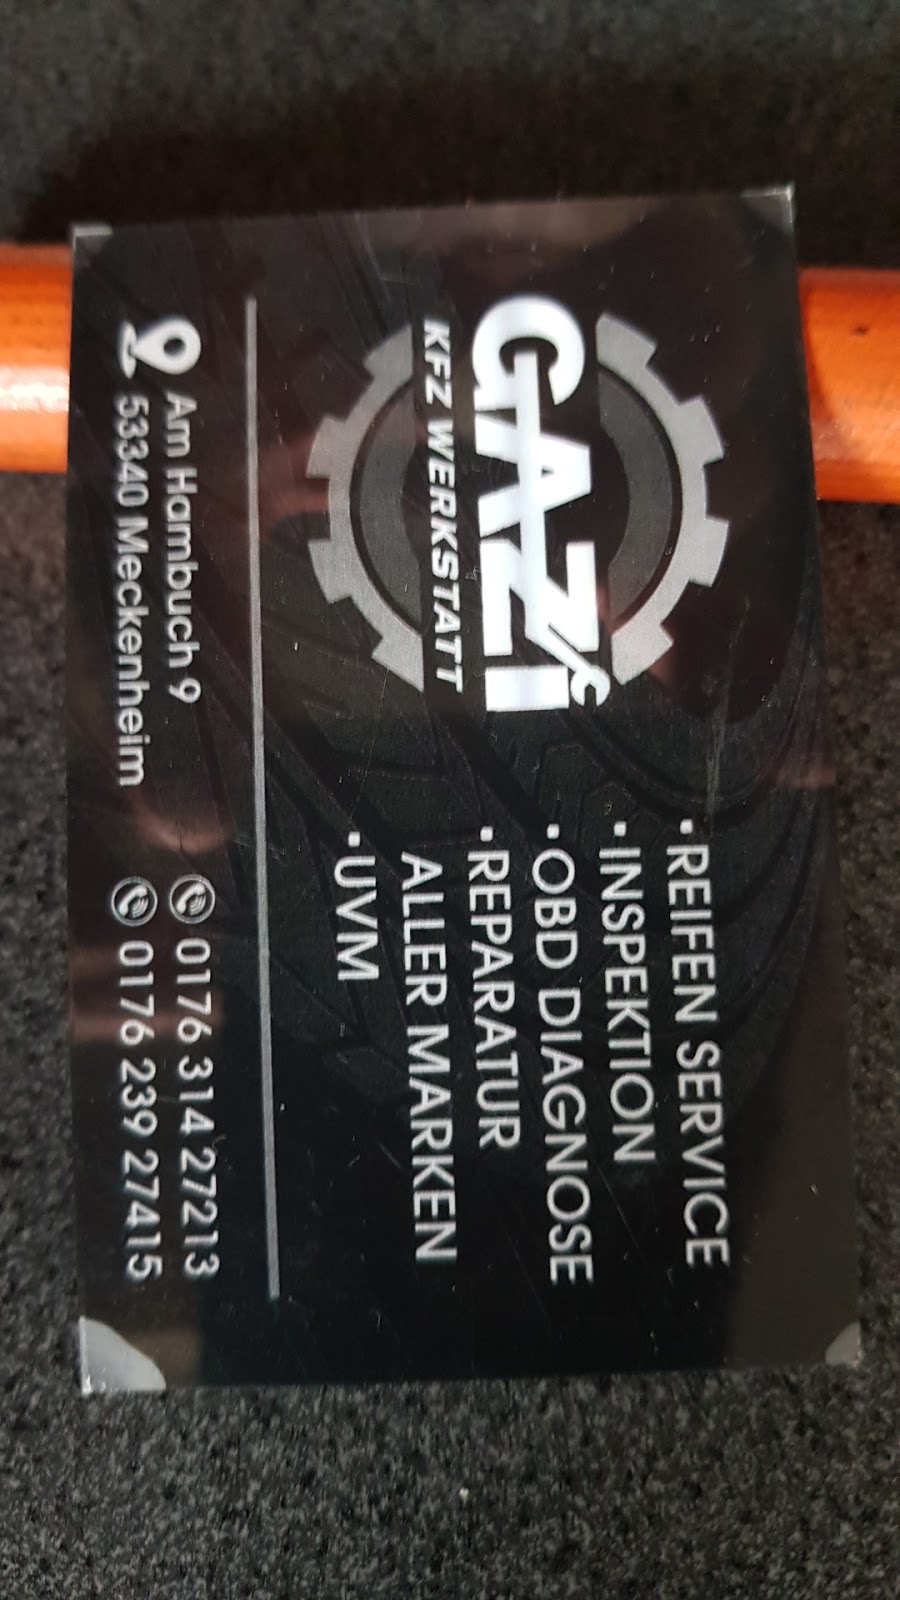 GAZI
KFZ WERKSTATT
·REIFEN SERVICE
·INSPEKTION
·OBD DIAGNOSE
·REPARATUR
ALLER MARKEN
·UVM
Am Hambuch 9
53340 Meckenheim
0176 314 27213
0176 239 27415